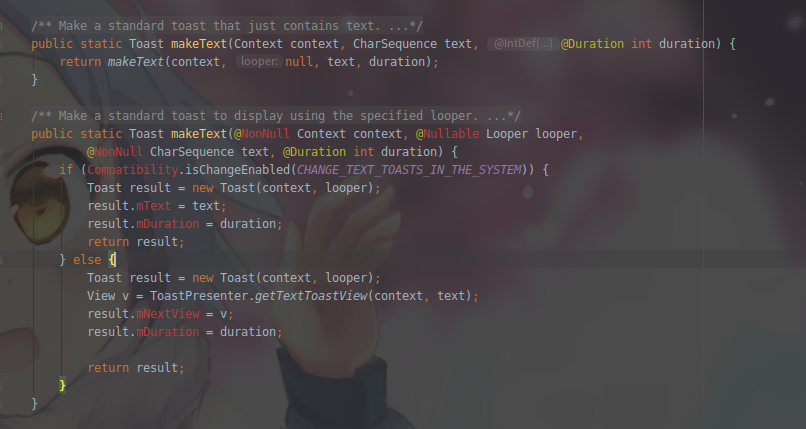 /** Make a standard toast that just contains text. ...*/
public static Toast makeText(Context context, CharSequence text, @IntDef(...) @Duration int duration) {
return makeText(context, looper: null, text, duration);
}
/** Make a standard toast to display using the specified looper. ...*/
public static Toast makeText(@NonNull Context context, @Nullable Looper looper,
@NonNull CharSequence text, @Duration int duration) {
if (Compatibility.isChangeEnabled(CHANGE_TEXT_TOASTS_IN_THE_SYSTEM)) {
Toast result = new Toast(context, looper);
result.mText = text;
result.mDuration = duration;
return result;
} else {
Toast result = new Toast(context, looper);
View v = ToastPresenter.getTextToastView(context, text);
result.mNextView = v;
result.mDuration = duration;
return result;
}
}